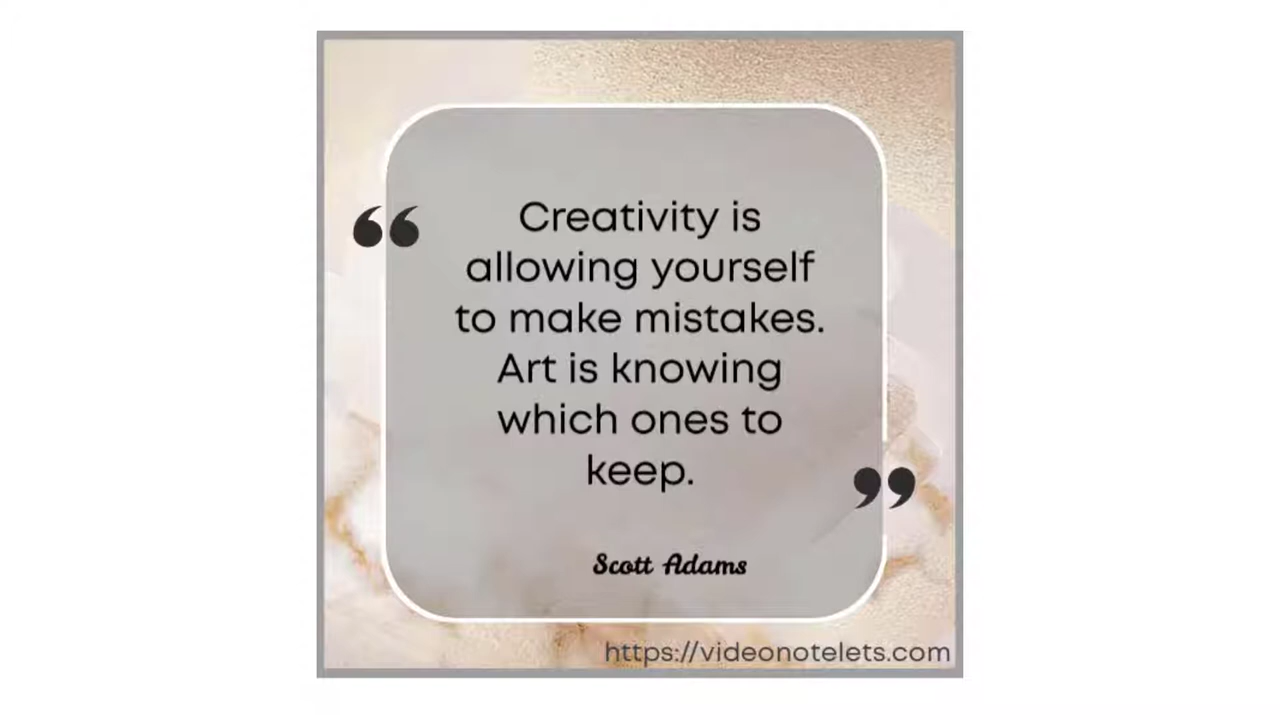 “
Creativity is
allowing yourself
to make mistakes.
Art is knowing
which ones to
keep.
”
Scott Adams
https://videonotelets.com